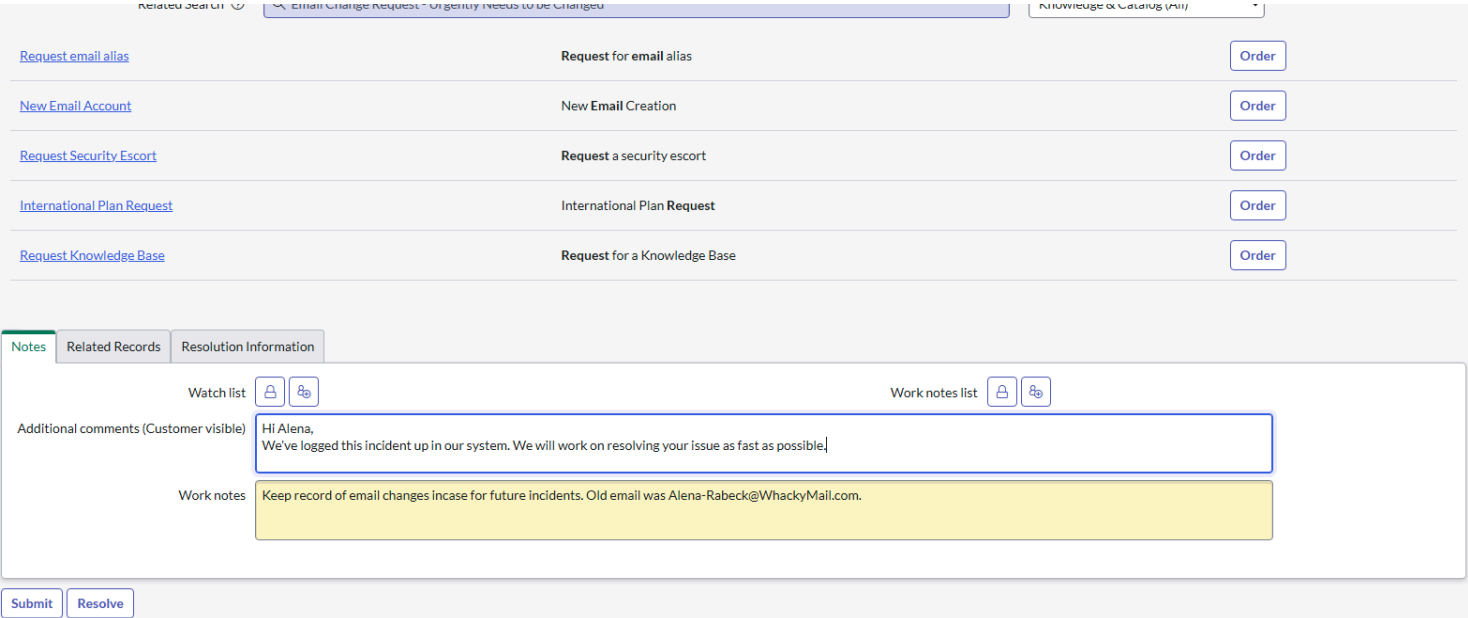 Related Search
Email Change Request - Urgently Needs to be Changed
Knowledge & Catalog (All)
Request email alias Request for email alias Order
New Email Account New Email Creation Order
Request Security Escort Request a security escort Order
International Plan Request International Plan Request Order
Request Knowledge Base Request for a Knowledge Base Order
Notes Related Records Resolution Information
Watch list Work notes list
Additional comments (Customer visible) Hi Alena,
We've logged this incident up in our system. We will work on resolving your issue as fast as possible.
Work notes Keep record of email changes incase for future incidents. Old email was Alena-Rabeck@WhackyMail.com.
Submit Resolve